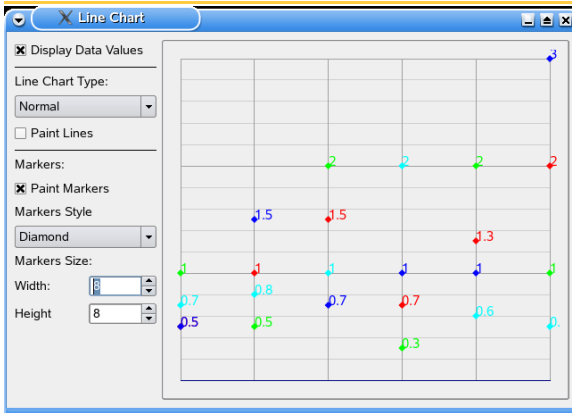 Line Chart
Display Data Values
Line Chart Type:
Normal
Paint Lines
Markers:
Paint Markers
Markers Style
Diamond
Markers Size:
Width:
Height 8
3
2 2 2 2
1.5 1.5
1.3
1 1 1 1 1 1
0.8
0.7 0.7 0.7
0.6
0.5 0.5 0.
0.3